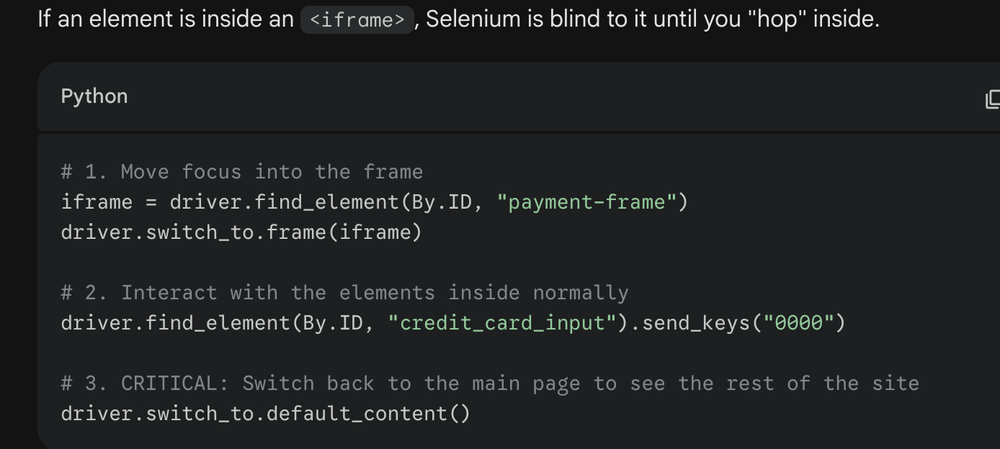 If an element is inside an <iframe>, Selenium is blind to it until you "hop" inside.
Python
# 1. Move focus into the frame
iframe = driver.find_element(By.ID, "payment-frame")
driver.switch_to.frame(iframe)
# 2. Interact with the elements inside normally
driver.find_element(By.ID, "credit_card_input").send_keys("0000")
# 3. CRITICAL: Switch back to the main page to see the rest of the site
driver.switch_to.default_content()